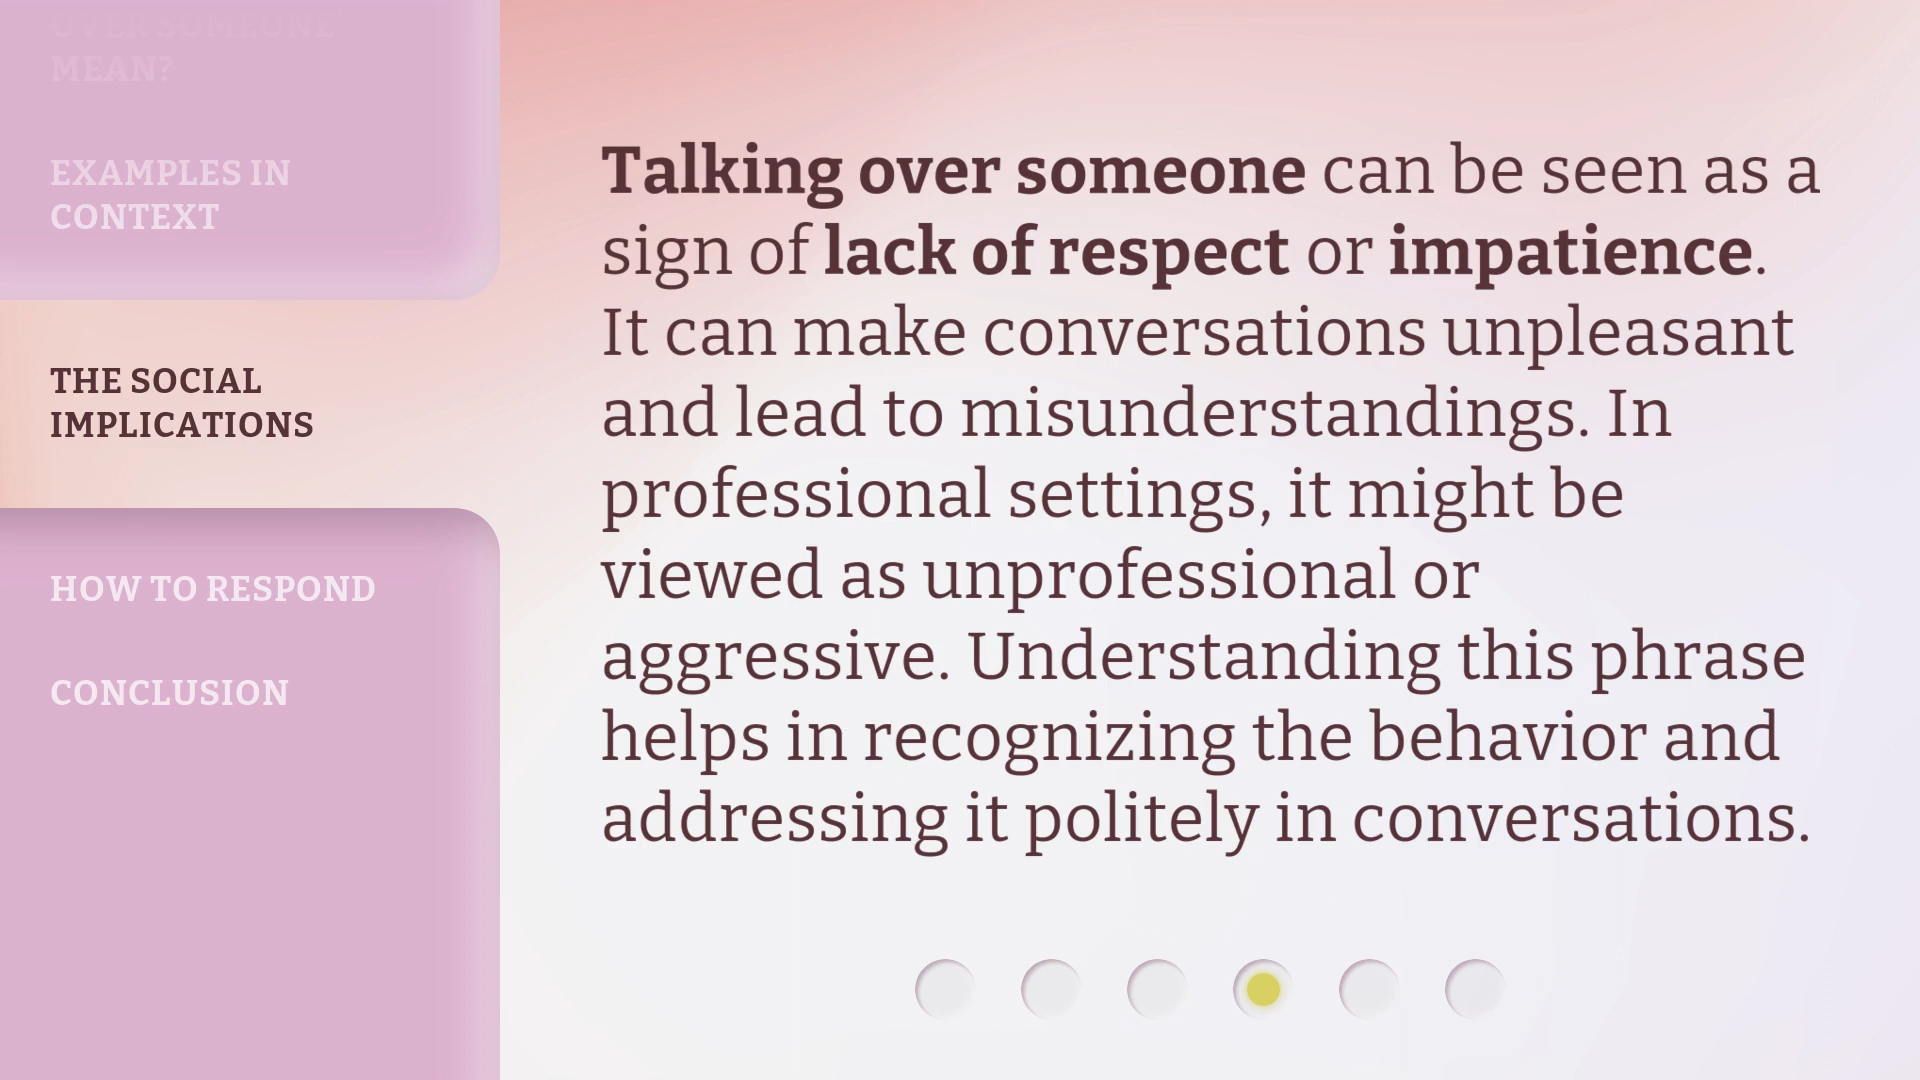 OVER SOMEONE
MEAN?
EXAMPLES IN
CONTEXT
THE SOCIAL
IMPLICATIONS
HOW TO RESPOND
CONCLUSION
Talking over someone can be seen as a
sign of lack of respect or impatience.
It can make conversations unpleasant
and lead to misunderstandings. In
professional settings, it might be
viewed as unprofessional or
aggressive. Understanding this phrase
helps in recognizing the behavior and
addressing it politely in conversations.